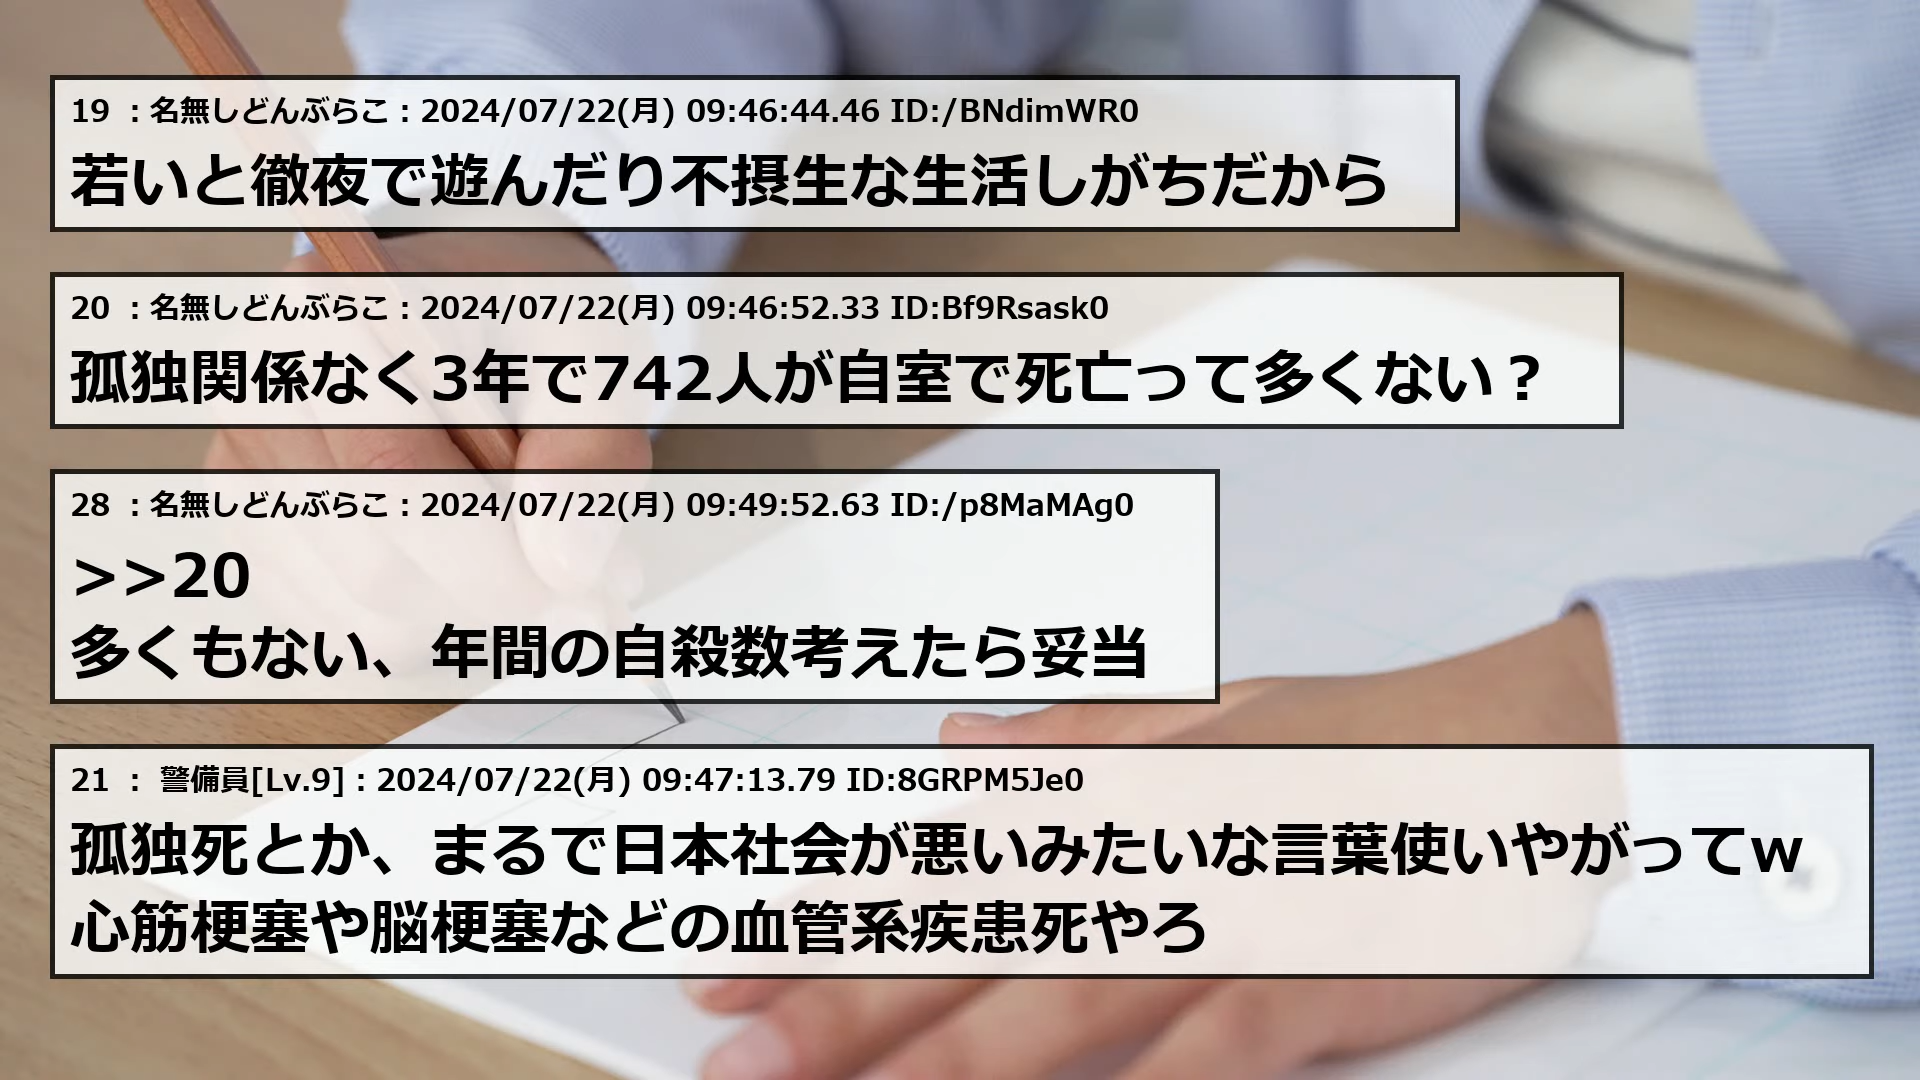 19 ：名無しどんぶらこ：2024/07/22(月) 09:46:44.46 ID:/BNdimWR0
若いと徹夜で遊んだり不摂生な生活しがちだから
20 ：名無しどんぶらこ：2024/07/22(月) 09:46:52.33 ID:Bf9Rsask0
孤独関係なく3年で742人が自室で死亡って多くない？
28 ：名無しどんぶらこ：2024/07/22(月) 09:49:52.63 ID:/p8MaMAg0
>>20
多くもない、年間の自殺数考えたら妥当
21 ： 警備員[Lv.9]：2024/07/22(月) 09:47:13.79 ID:8GRPM5Je0
孤独死とか、まるで日本社会が悪いみたいな言葉使いやがってw
心筋梗塞や脳梗塞などの血管系疾患死やろ